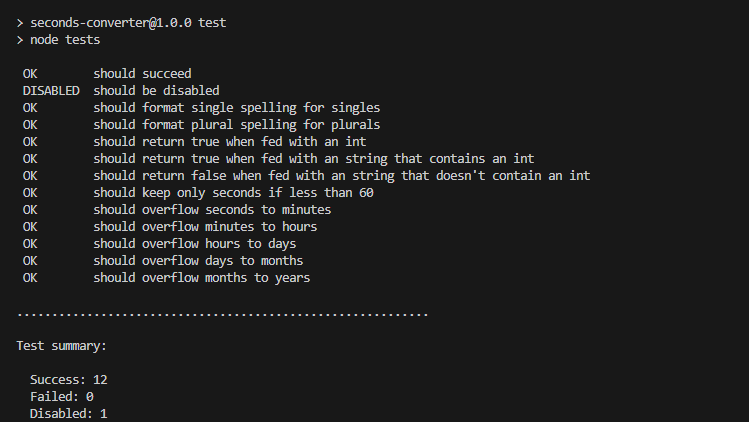 > seconds-converter@1.0.0 test
> node tests
OK should succeed
DISABLED should be disabled
OK should format single spelling for singles
OK should format plural spelling for plurals
OK should return true when fed with an int
OK should return true when fed with an string that contains an int
OK should return false when fed with an string that doesn't contain an int
OK should keep only seconds if less than 60
OK should overflow seconds to minutes
OK should overflow minutes to hours
OK should overflow hours to days
OK should overflow days to months
OK should overflow months to years
...........................................................
Test summary:
Success: 12
Failed: 0
Disabled: 1